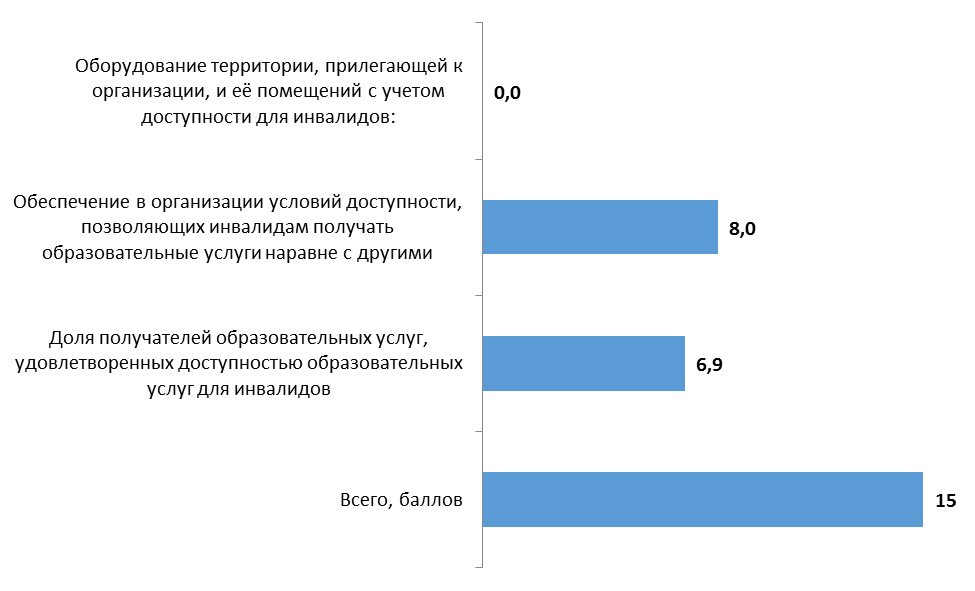 Оборудование территории, прилегающей к
организации, и её помещений с учетом
доступности для инвалидов:
0,0
Обеспечение в организации условий доступности,
позволяющих инвалидам получать
образовательные услуги наравне с другими
8,0
Доля получателей образовательных услуг,
удовлетворенных доступностью образовательных
услуг для инвалидов
6,9
Всего, баллов
15